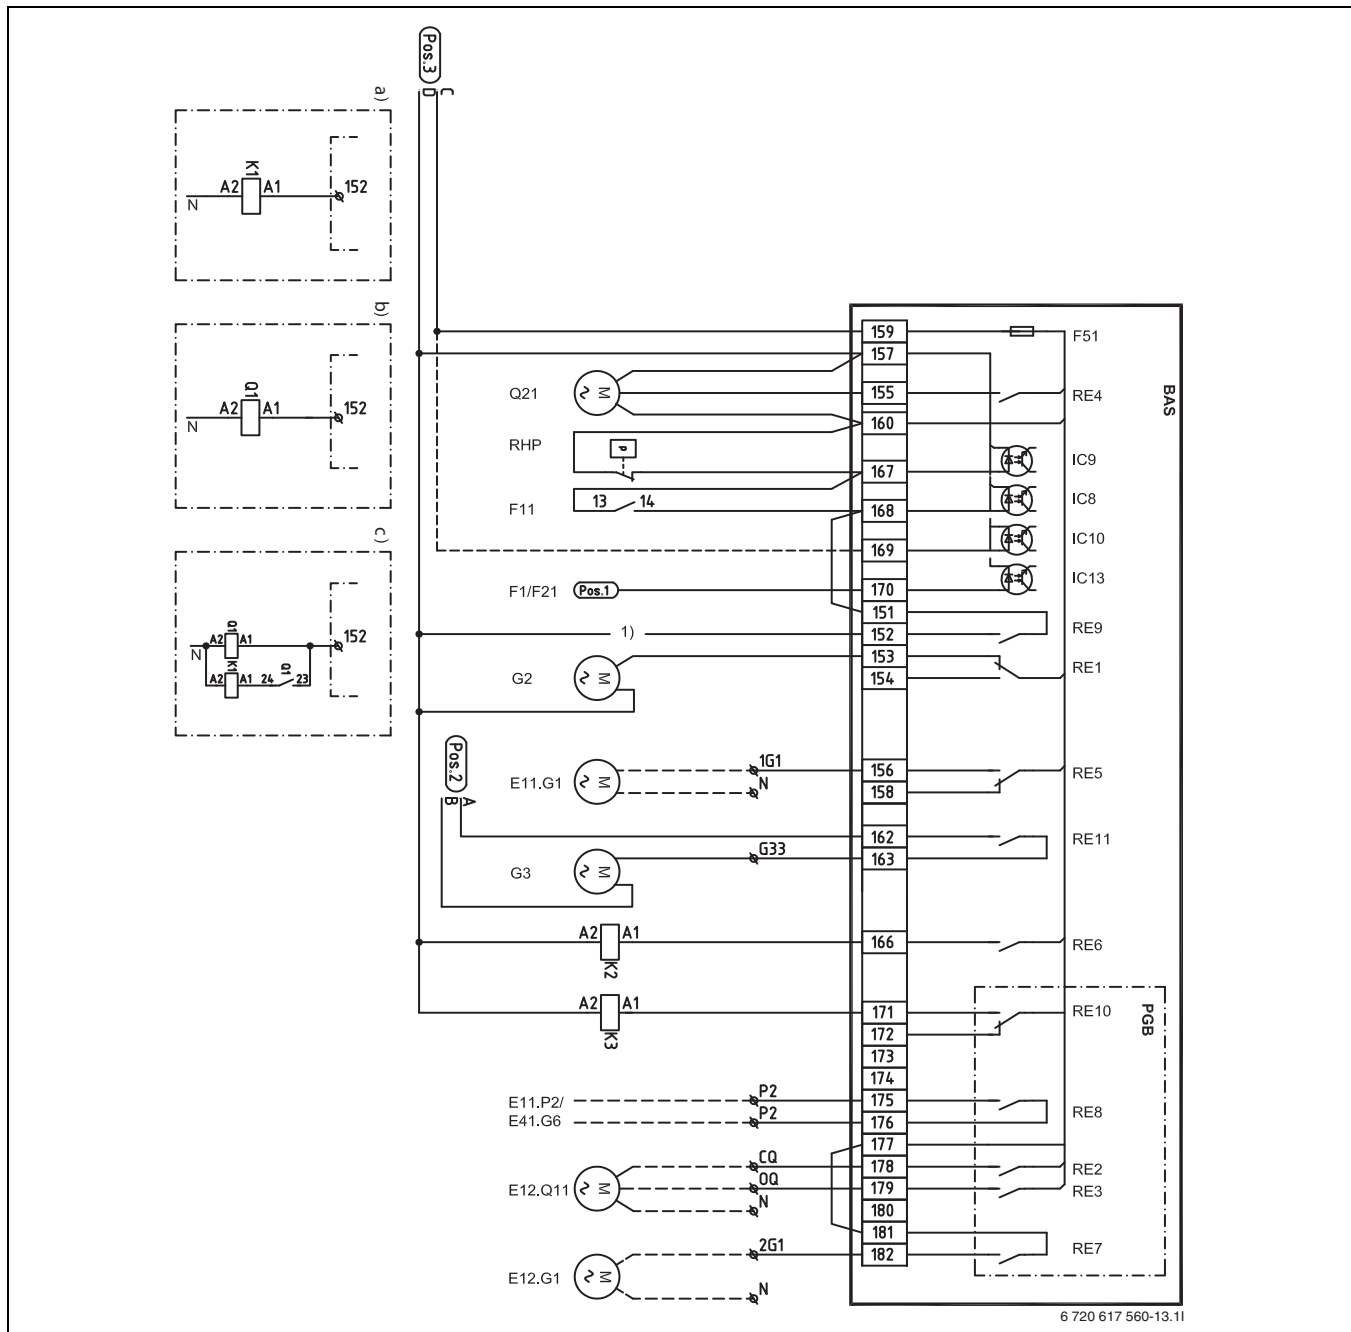 Pos.3
D C
a)
K1
A2 A1 152
N
b)
Q1
A2 A1 152
N
c)
Q1
A2 A1 152
N
K1 Q1
A2 A1 24 23
BAS
159 F51
157
Q21 M 155 RE4
160
RHP P IC9
167
F11 13 14 IC8
168
169 IC10
F1/F21 Pos.1 170 IC13
151
1) 152 RE9
153
G2 M 154 RE1
Pos.2
B A
E11.G1 M 1G1 156 RE5
N 158
162 RE11
G3 M G33 163
A2 A1 166 RE6
K2
PGB
A2 A1 171 RE10
K3 172
173
174
E11.P2/ P2 175 RE8
E41.G6 P2 176
177
CQ 178 RE2
E12.Q11 M OQ 179 RE3
N 180
181
2G1 182 RE7
E12.G1 M
N
6 720 617 560-13.1I